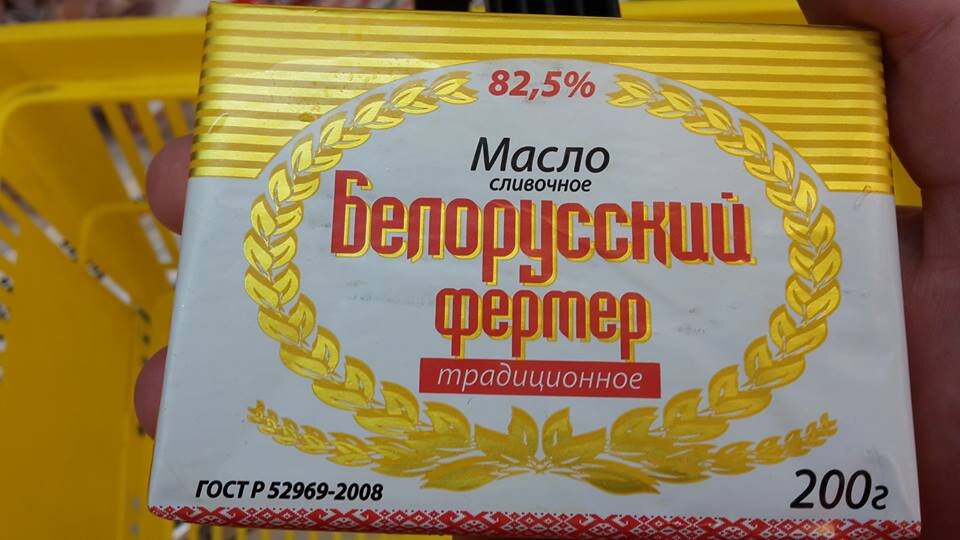 82,5%
Масло
сливочное
Белорусский
фермер
традиционное
ГОСТ Р 52969-2008
200г